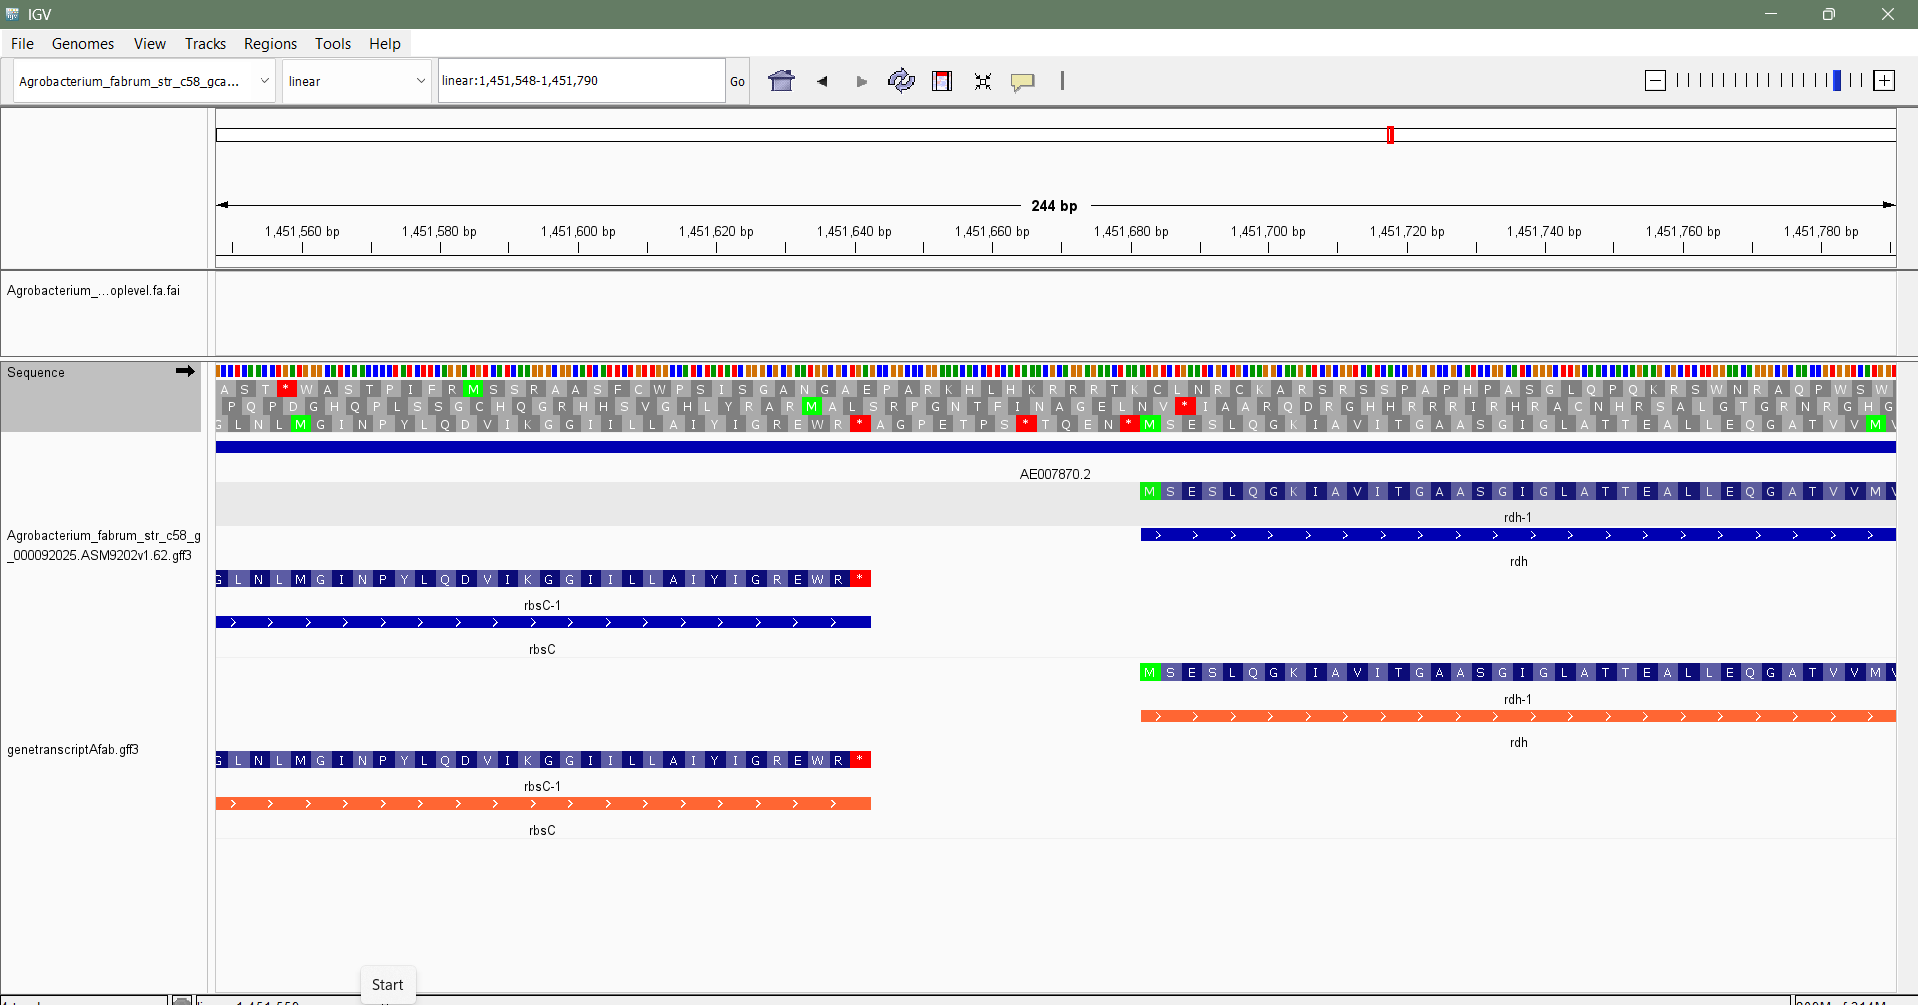 IGV
File Genomes View Tracks Regions Tools Help
Agrobacterium_fabrum_str_c58_gca... linear linear:1,451,548-1,451,790 Go
244 bp
1,451,560 bp 1,451,580 bp 1,451,600 bp 1,451,620 bp 1,451,640 bp 1,451,660 bp 1,451,680 bp 1,451,700 bp 1,451,720 bp 1,451,740 bp 1,451,760 bp 1,451,780 bp
Agrobacterium_...oplevel.fa.fai
Sequence
A S T * W A S T P I F R M S S R A A S F C W P S I S G A N G A E P A R K H L H K R R R T K C L N R C K A R S R S S P A P H P A S G L Q P Q K R S W N R A Q P W S W
P Q P D G H Q P L S S G C H Q G R H H S V G H L Y R A R M A L S R P G N T F I N A G E L N V * I A A R Q D R G H H R R R I R H R A C N H R S A L G T G R N R G H G
G L N L M G I N P Y L Q D V I K G G I I L L A I Y I G R E W R * A G P E T P S * T Q E N * M S E S L Q G K I A V I T G A A S G I G L A T T E A L L E Q G A T V V M V
AE007870.2
M S E S L Q G K I A V I T G A A S G I G L A T T E A L L E Q G A T V V M V
rdh-1
Agrobacterium_fabrum_str_c58_g
_000092025.ASM9202v1.62.gff3
rdh
G L N L M G I N P Y L Q D V I K G G I I L L A I Y I G R E W R *
rbsC-1
rbsC
M S E S L Q G K I A V I T G A A S G I G L A T T E A L L E Q G A T V V M V
rdh-1
rdh
genetranscriptAfab.gff3
G L N L M G I N P Y L Q D V I K G G I I L L A I Y I G R E W R *
rbsC-1
rbsC
Start